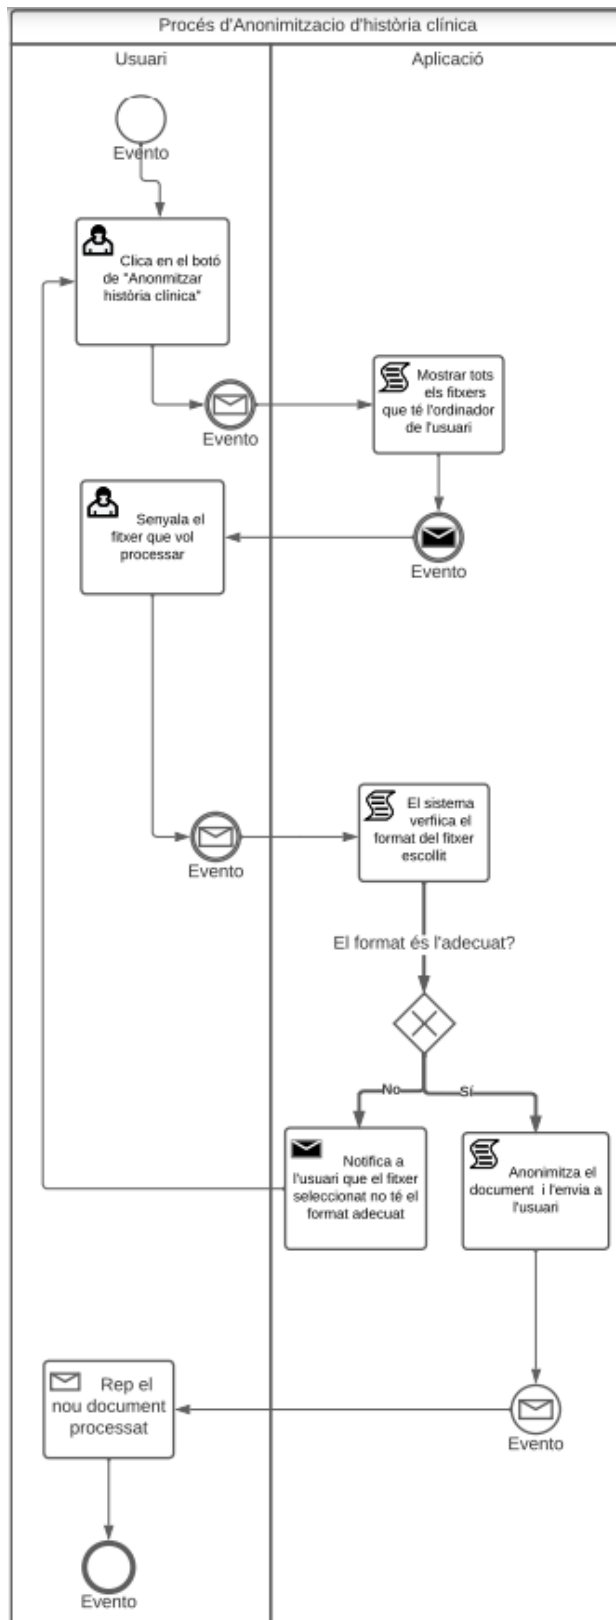 Procés d'Anonimitzacio d'història clínica
Usuari
Aplicació
Evento
Clica en el botó
de "Anonmitzar
història clínica"
Evento
Mostrar tots
els fitxers
que té l'ordinador
de l'usuari
Evento
Senyala el
fitxer que vol
processar
Evento
El sistema
verfiica el
format del fitxer
escollit
El format és l'adecuat?
No
Sí
Notifica a
l'usuari que el fitxer
seleccionat no té el
format adecuat
Anonimitza el
document i l'envia a
l'usuari
Rep el
nou document
processat
Evento
Evento